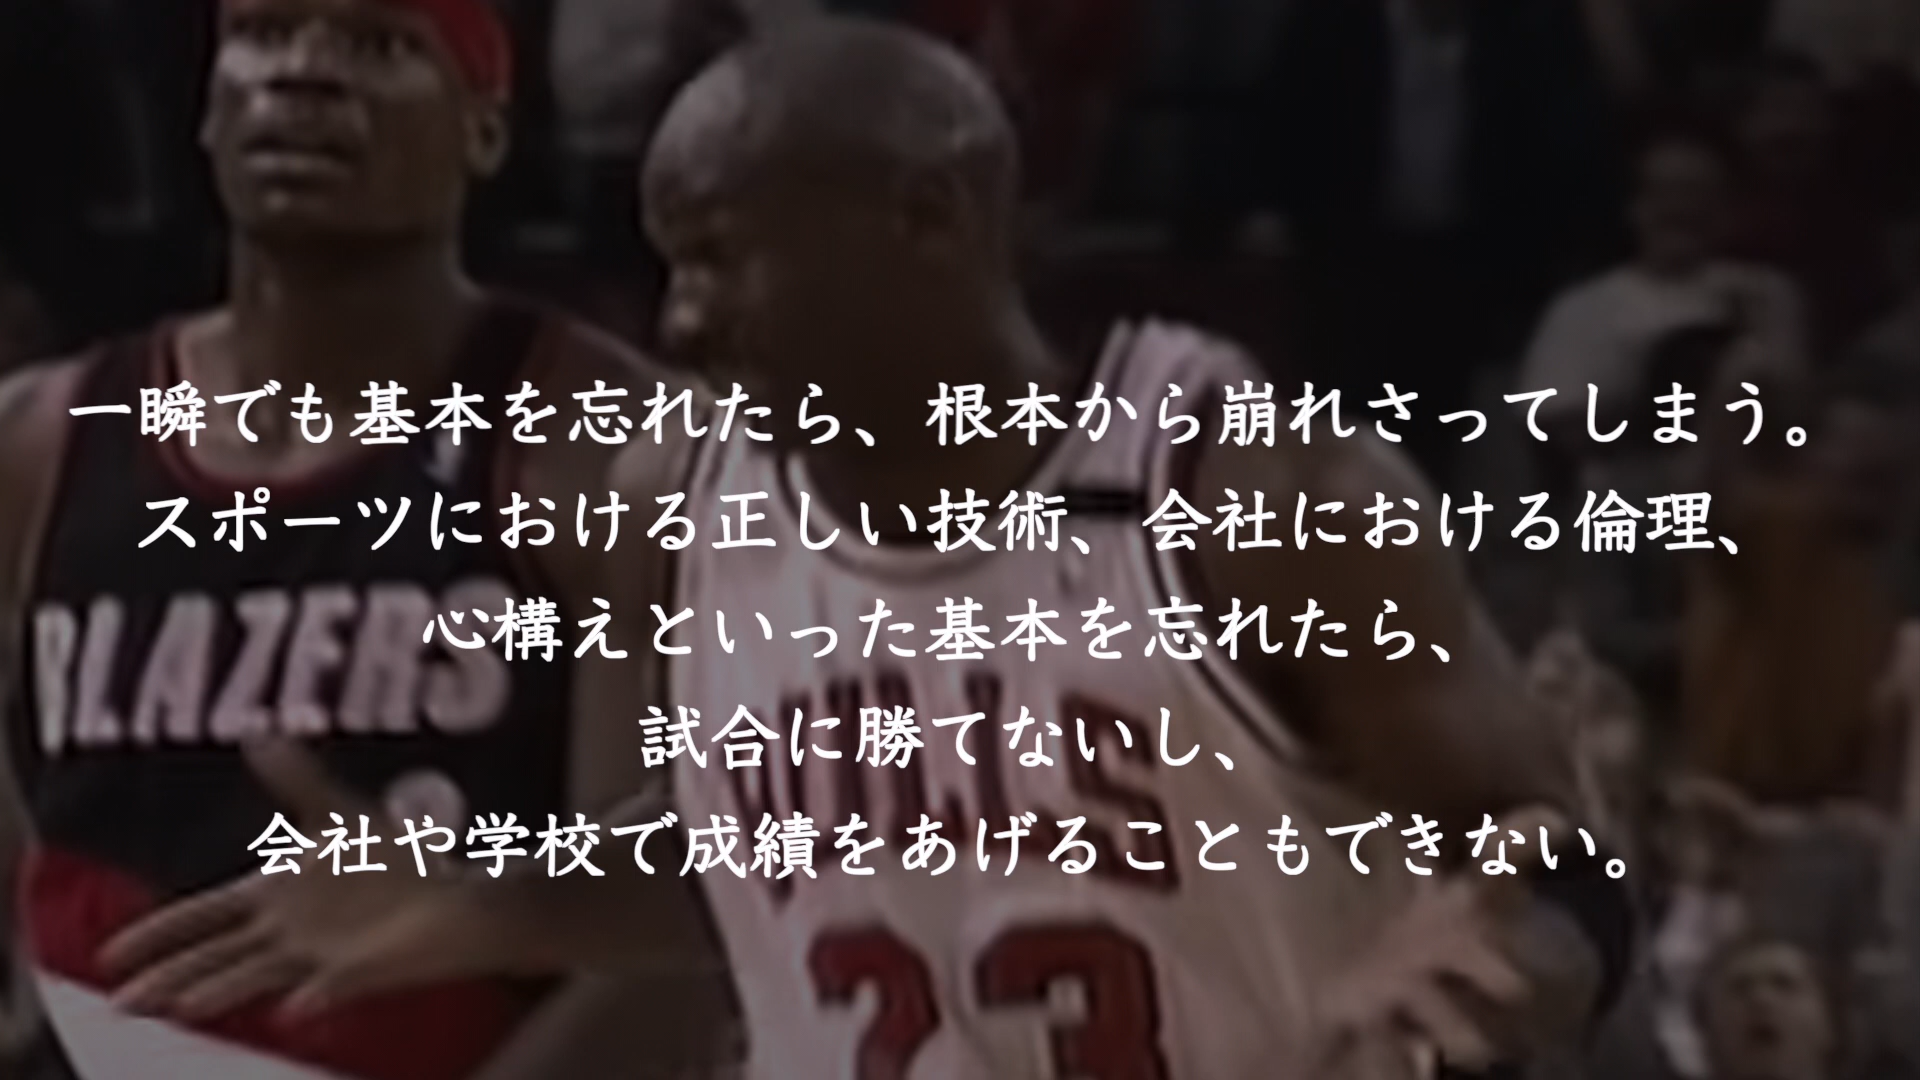 一瞬でも基本を忘れたら、根本から崩れさってしまう。
スポーツにおける正しい技術、会社における倫理、
心構えといった基本を忘れたら、
試合に勝てないし、
会社や学校で成績をあげることもできない。
BLAZERS
BULLS
23